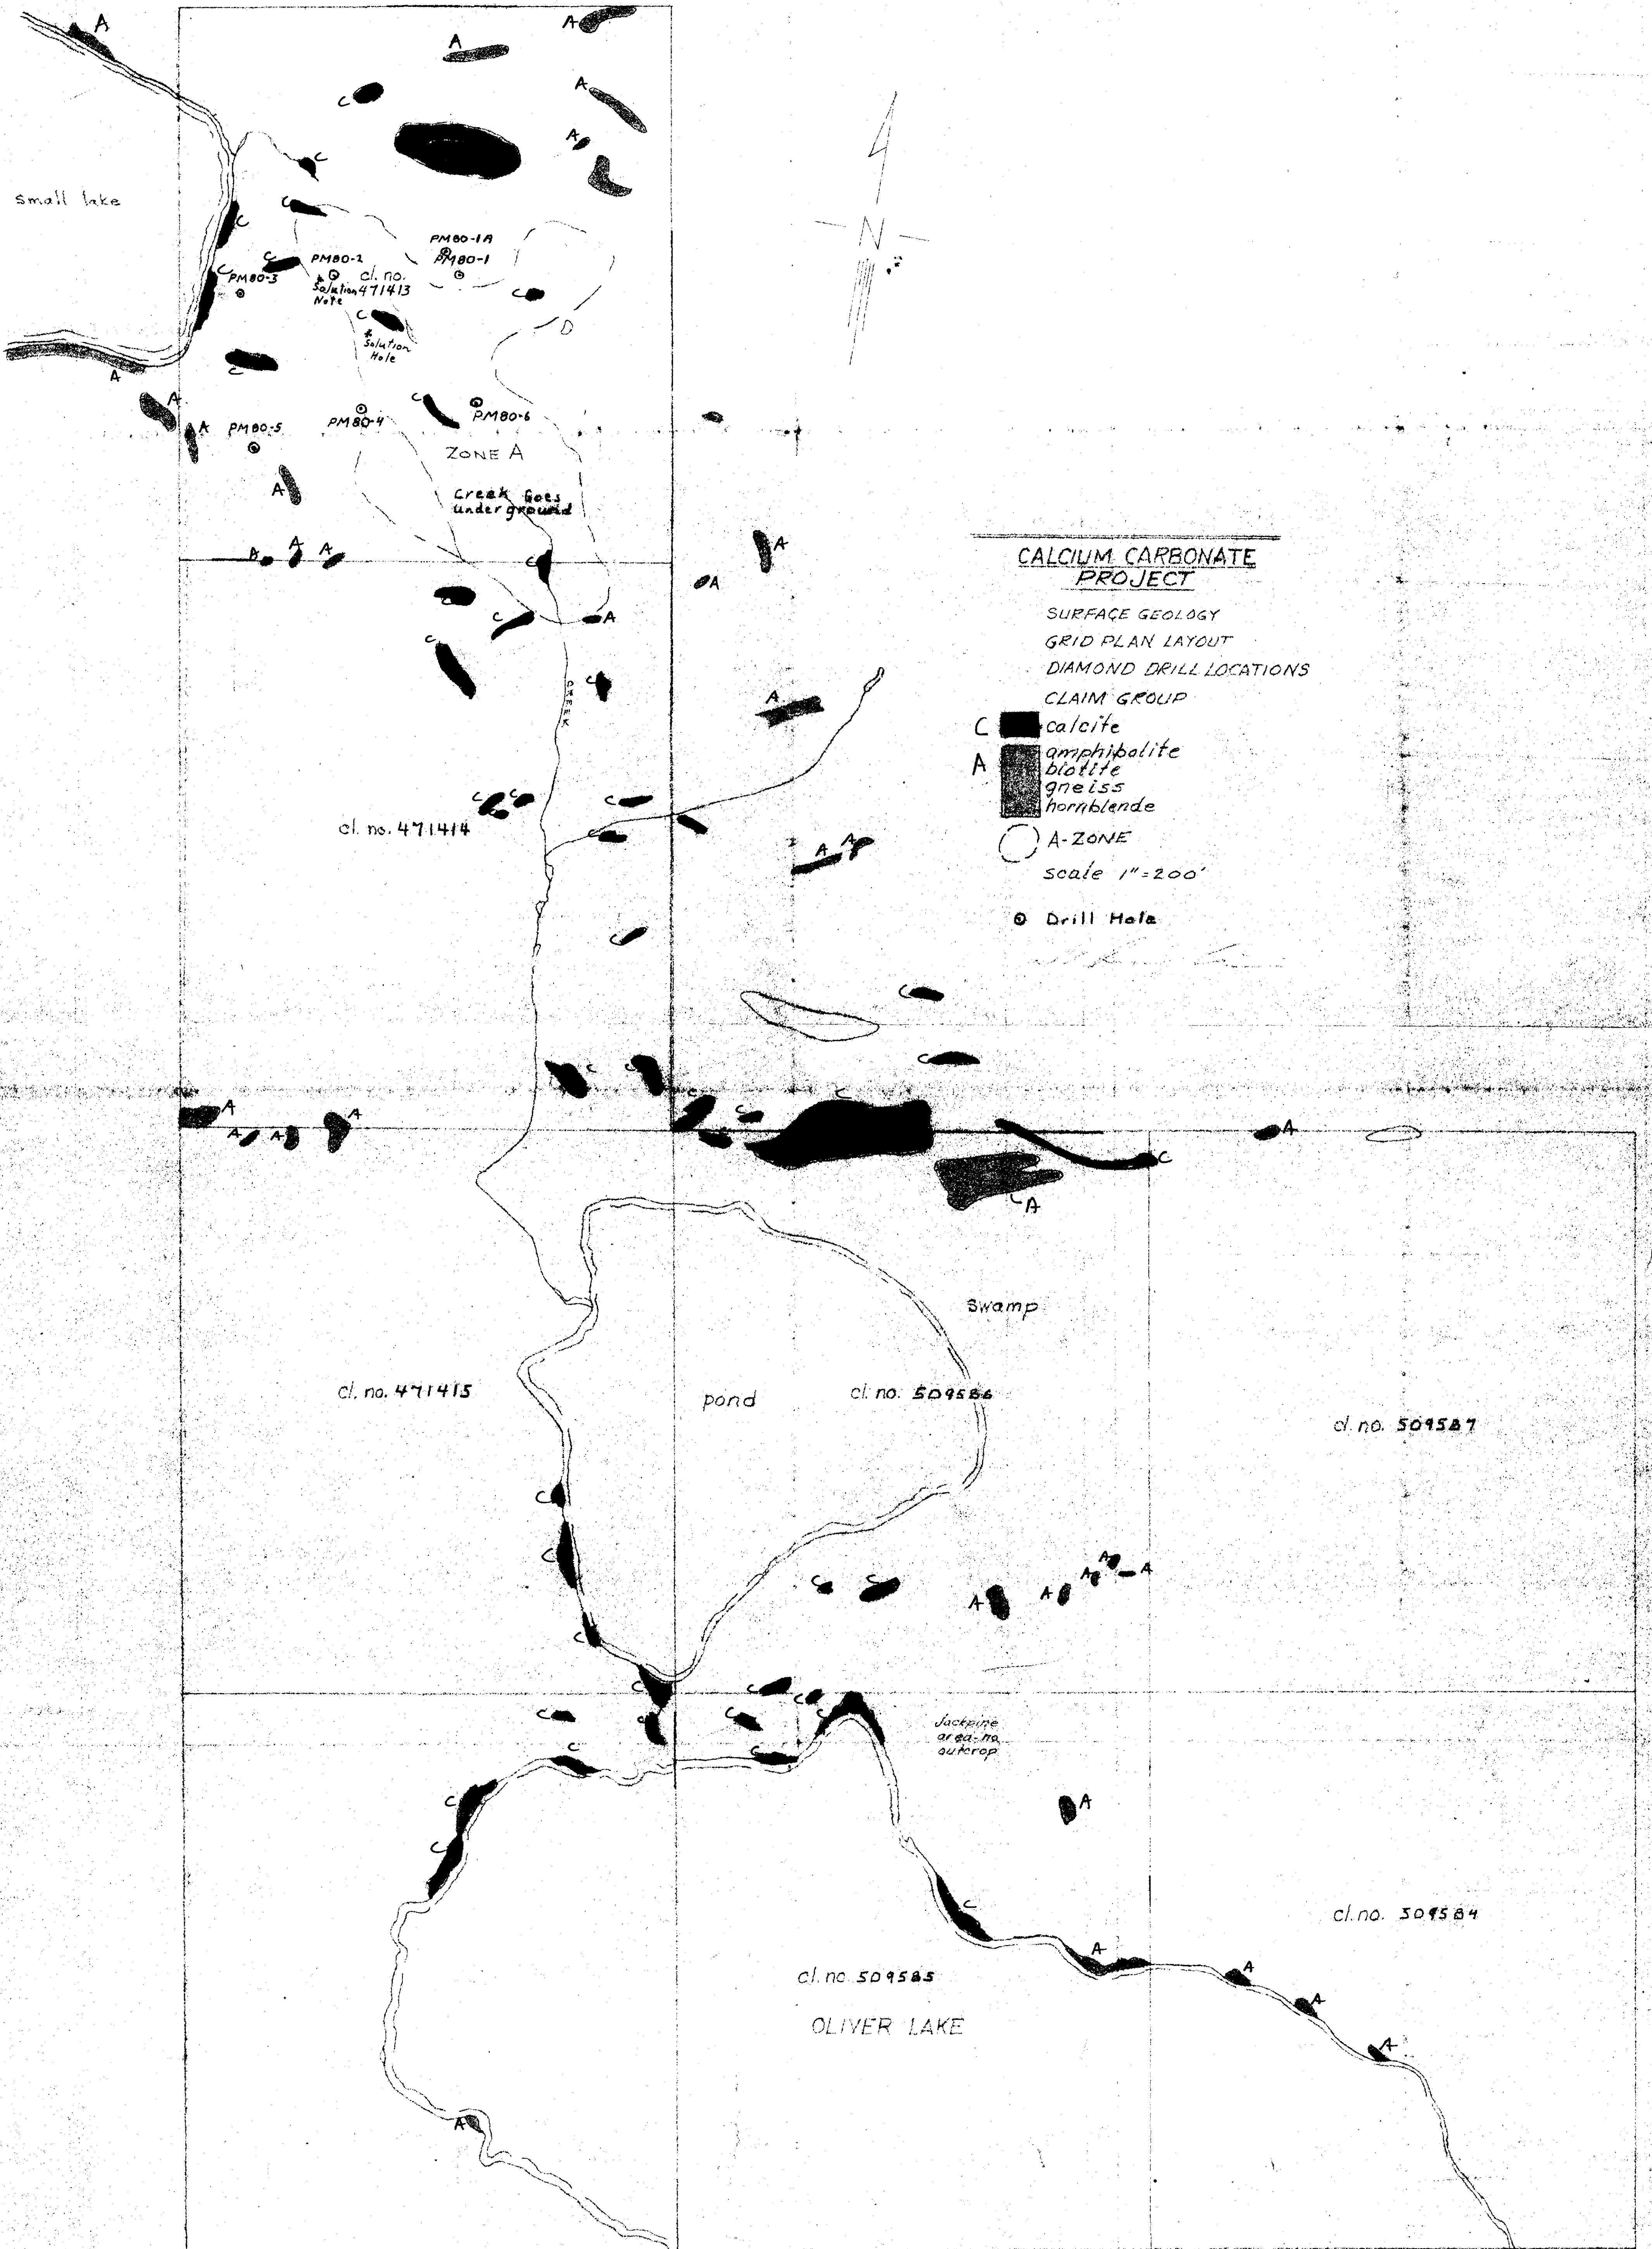 A
A
A
C
A
A
C
small lake
C
C
PM80-1A
PM80-1
C
PM80-2
cl. no.
471413
Solution
Note
C
PM80-3
C
C
Solution
Hole
D
A
C
A
C
PM80-6
A
PM80-5
PM80-4
ZONE A
A
Creek Goes
underground
A
A
A
C
A
A
CALCIUM CARBONATE
PROJECT
SURFACE GEOLOGY
GRID PLAN LAYOUT
DIAMOND DRILL LOCATIONS
CLAIM GROUP
C calcite
A amphibolite
biotite
gneiss
hornblende
A-ZONE
scale 1"=200'
Drill Hole
N
C
C
A
C
C
CREEK
A
C
C
C
cl. no. 471414
C
A
A
C
C
C
C
C
C
C
C
A
A
A
A
A
C
C A
swamp
cl. no. 471415
pond
cl. no. 509586
cl. no. 509587
C
C
C
C
C
A
A
A
A
A
C
C
C
C
C
C
C
Jackpine
area-no
outcrop
C
C
C
A
C
cl. no. 509584
A
A
cl. no. 509585
A
OLIVER LAKE
A
A